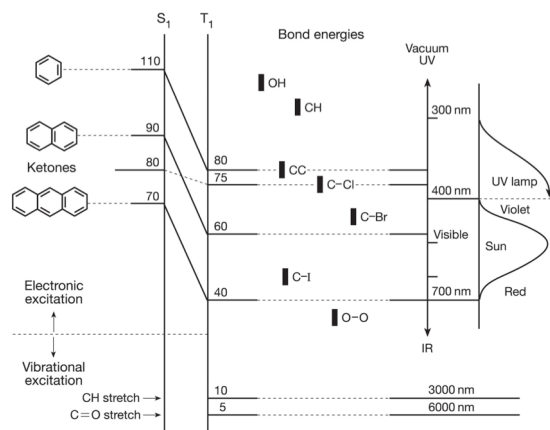 S1 T1
Bond energies
110
Vacuum
UV
OH
CH
300 nm
90
Ketones
80
80
CC
75
C–Cl
UV lamp
400 nm
70
Violet
C–Br
60
Visible
Sun
C–I
40
700 nm
Red
Electronic
excitation
O–O
IR
Vibrational
excitation
CH stretch
10
3000 nm
C=O stretch
5
6000 nm